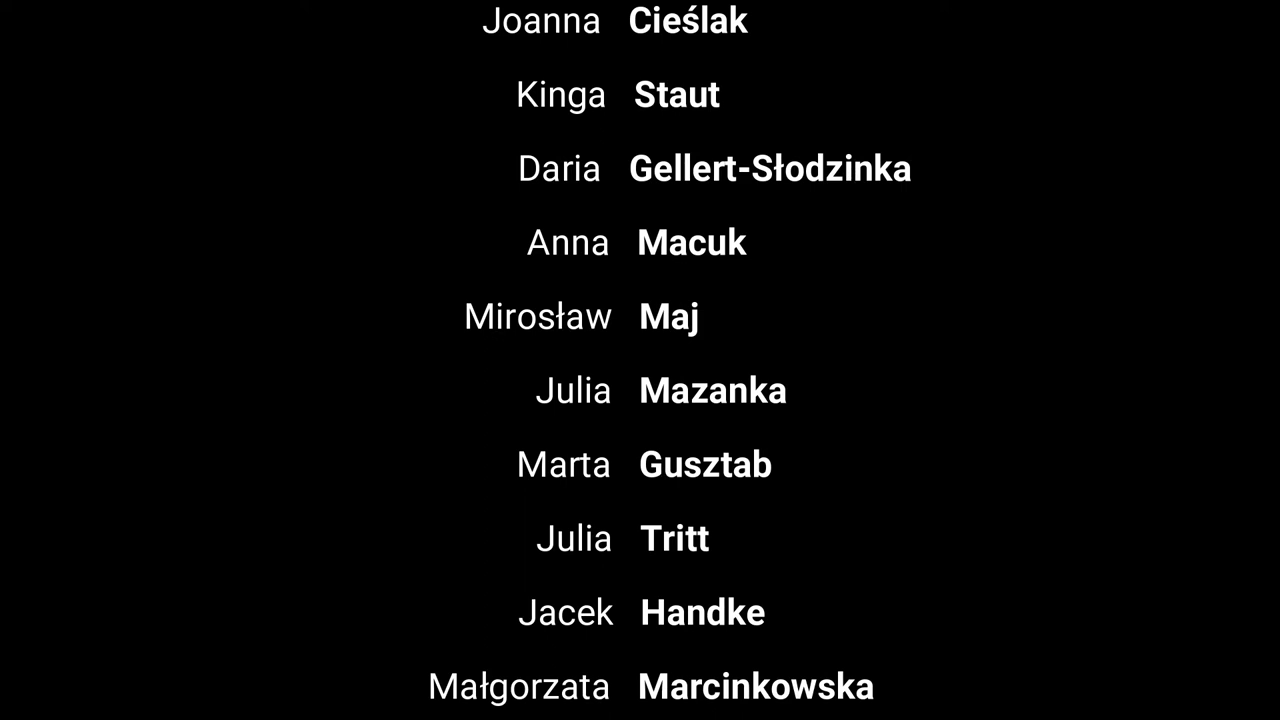 Joanna Cieślak
Kinga Staut
Daria Gellert-Słodzinka
Anna Macuk
Mirosław Maj
Julia Mazanka
Marta Gusztab
Julia Tritt
Jacek Handke
Małgorzata Marcinkowska